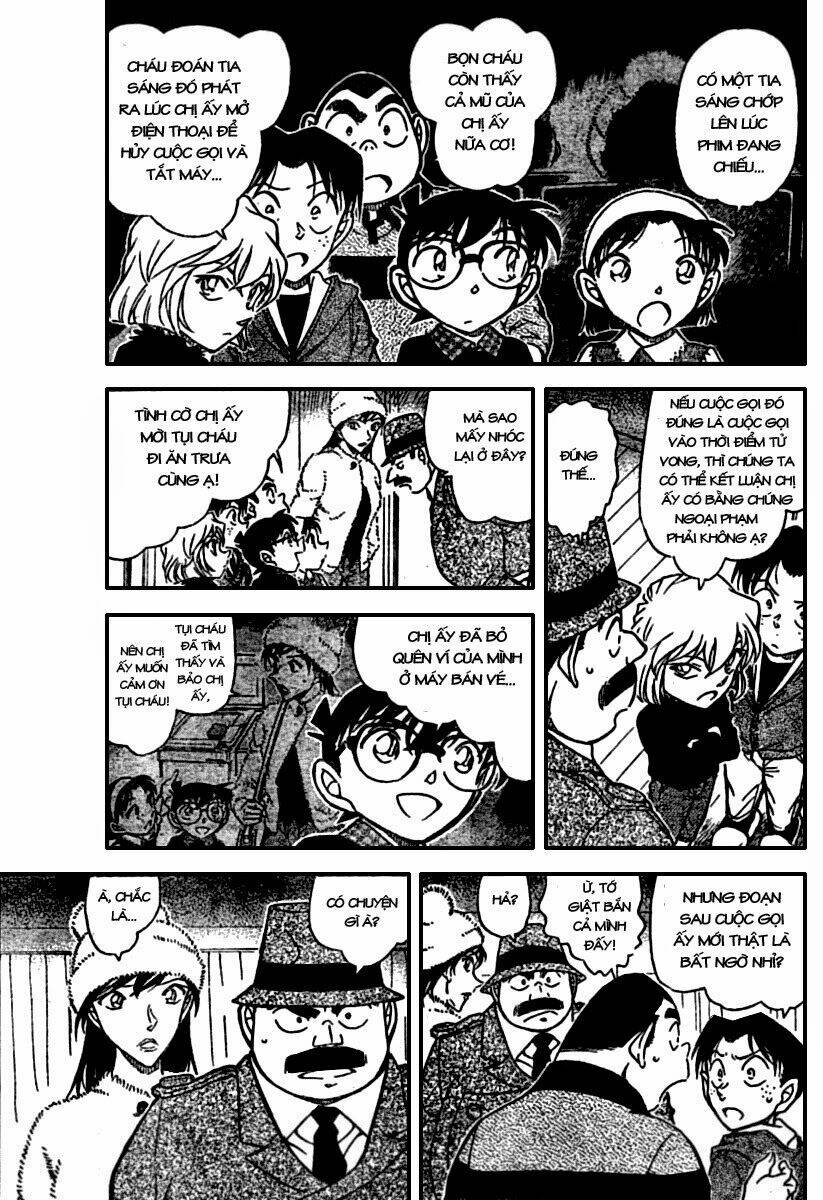 CÓ MỘT TIA
SÁNG CHỚP
LÊN LÚC
PHIM ĐANG
CHIẾU...
BỌN CHÁU
CÒN THẤY
CẢ MŨ CỦA
CHỊ ẤY
NỮA CƠ!
CHÁU ĐOÁN TIA
SÁNG ĐÓ PHÁT
RA LÚC CHỊ ẤY MỞ
ĐIỆN THOẠI ĐỂ
HỦY CUỘC GỌI VÀ
TẮT MÁY...
NẾU CUỘC GỌI ĐÓ
ĐÚNG LÀ CUỘC GỌI
VÀO THỜI ĐIỂM TỬ
VONG, THÌ CHÚNG TA
CÓ THỂ KẾT LUẬN CHỊ
ẤY CÓ BẰNG CHỨNG
NGOẠI PHẠM
PHẢI KHÔNG Ạ?
ĐÚNG
THẾ...
MÀ SAO
MẤY NHÓC
LẠI Ở ĐÂY?
TÌNH CỜ CHỊ ẤY
MỜI TỤI CHÁU
ĐI ĂN TRƯA
CÙNG Ạ!
CHỊ ẤY ĐÃ BỎ
QUÊN VÍ CỦA MÌNH
Ở MÁY BÁN VÉ...
TỤI CHÁU
ĐÃ TÌM
THẤY VÀ
BẢO CHỊ
ẤY,
NÊN CHỊ
ẤY MUỐN
CẢM ƠN
TỤI CHÁU!
NHƯNG ĐOẠN
SAU CUỘC GỌI
ẤY MỚI THẬT LÀ
BẤT NGỜ NHỈ?
Ừ, TỚ
GIẬT BẮN
CẢ MÌNH
ĐẤY!
HẢ?
CÓ CHUYỆN
GÌ À?
À, CHẮC
LÀ...